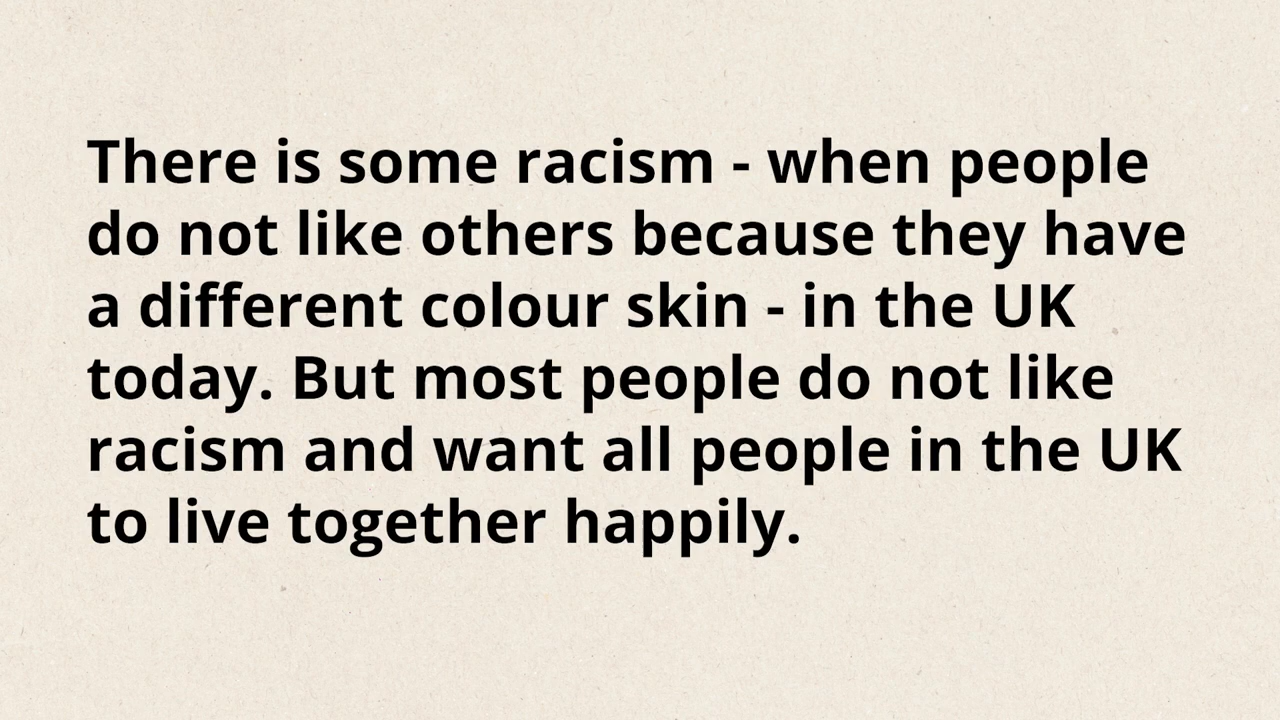 There is some racism - when people
do not like others because they have
a different colour skin - in the UK
today. But most people do not like
racism and want all people in the UK
to live together happily.